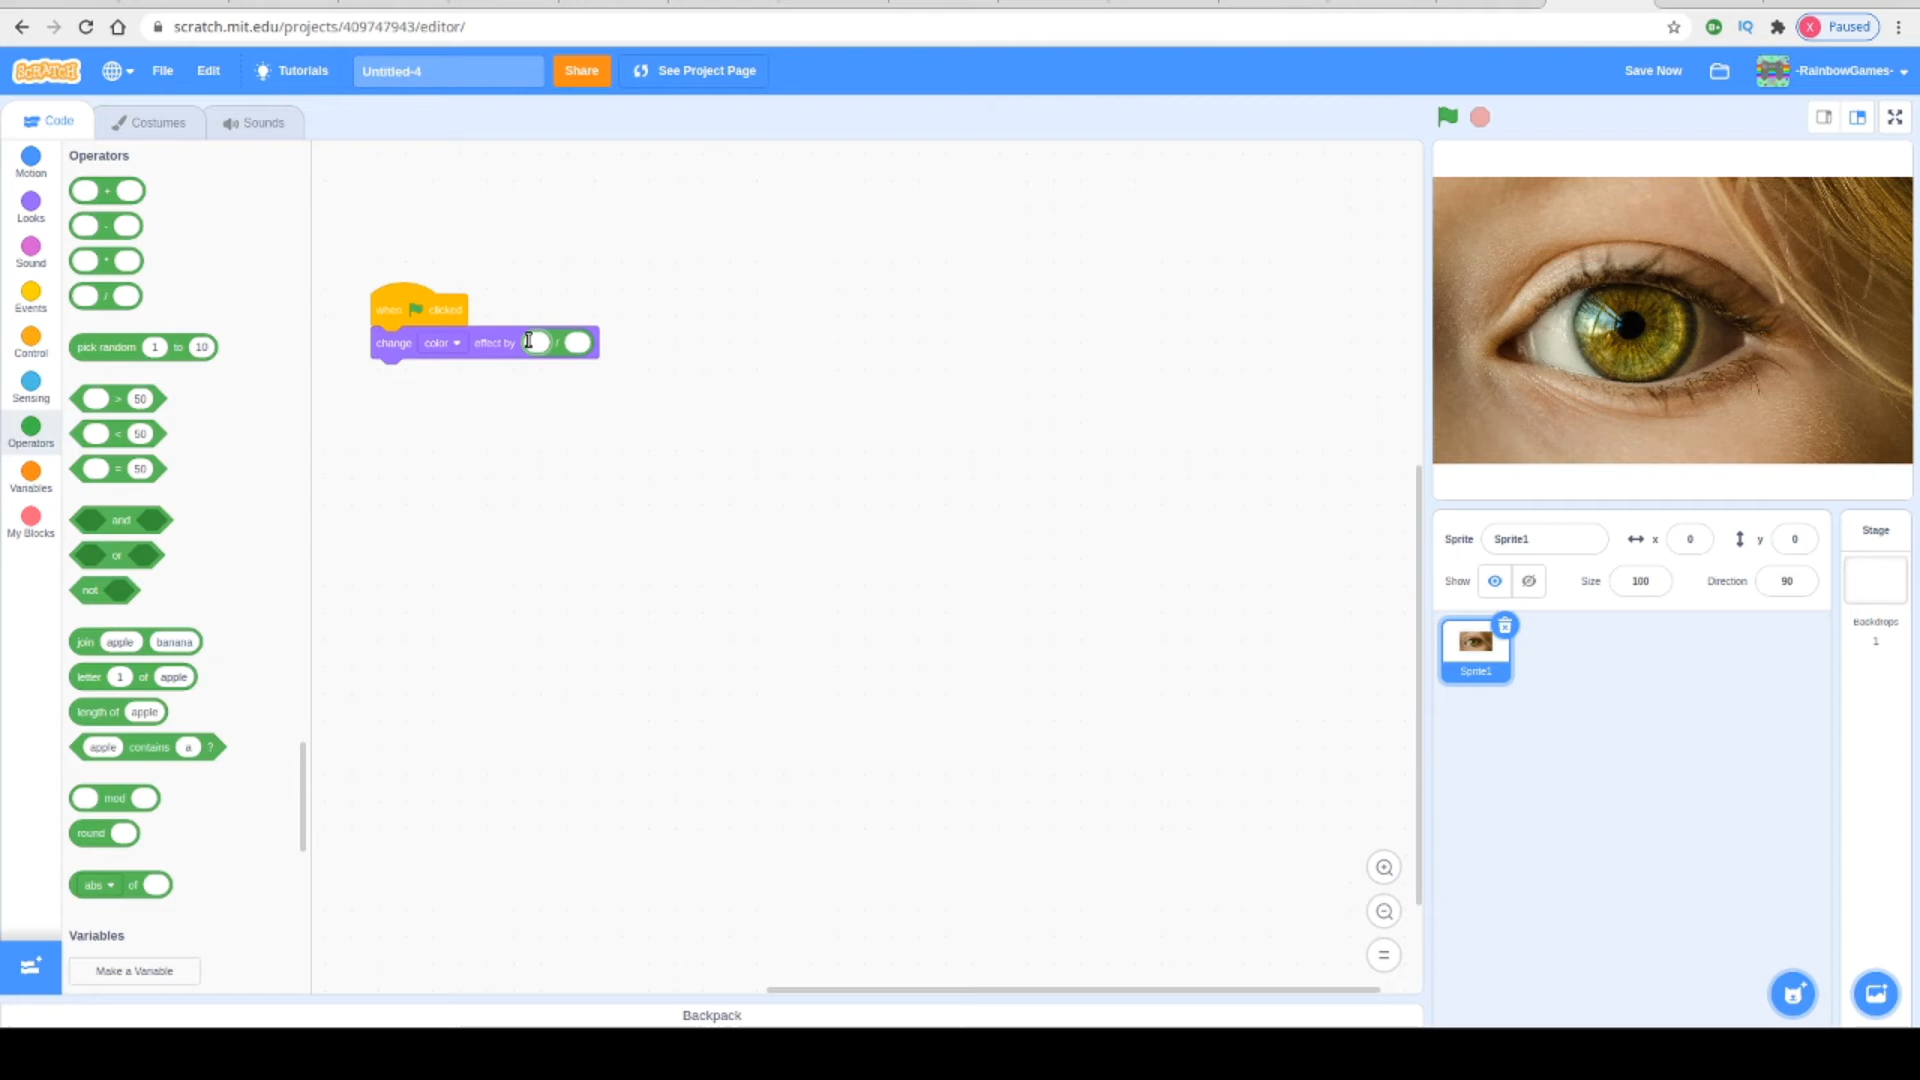 scratch.mit.edu/projects/409747943/editor/
X Paused
SCRATCH File Edit Tutorials Untitled-4 Share See Project Page Save Now -RainbowGames-
Code Costumes Sounds
Motion
Looks
Sound
Events
Control
Sensing
Operators
Variables
My Blocks
Operators
+
-
*
/
pick random 1 to 10
> 50
< 50
= 50
and
or
not
join apple banana
letter 1 of apple
length of apple
apple contains a ?
mod
round
abs of
Variables
Make a Variable
when clicked
change color effect by /
Backpack
Sprite Sprite1 x 0 y 0
Show Size 100 Direction 90
Sprite1
Stage
Backdrops
1